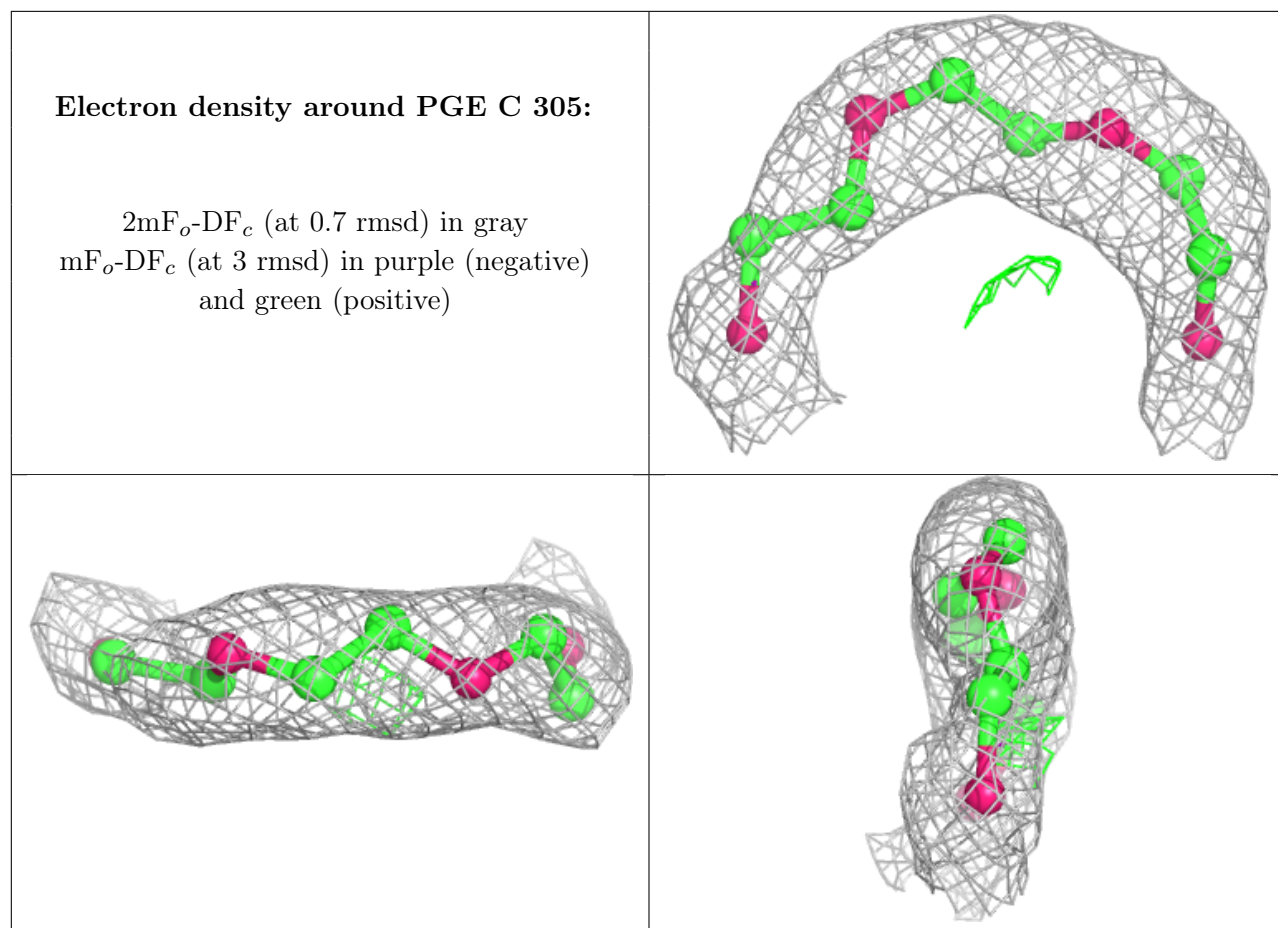 Electron density around PGE C 305:
2mFo-DFc (at 0.7 rmsd) in gray
mFo-DFc (at 3 rmsd) in purple (negative)
and green (positive)